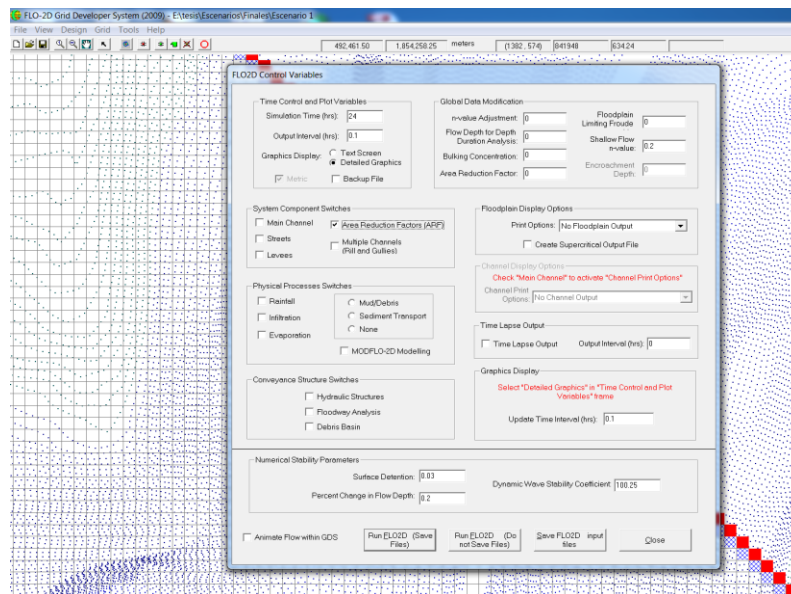 FLO-2D Grid Developer System (2009) - E:\tesis\Escenarios\Finales\Escenario 1
File View Design Grid Tools Help
492,461.50 1,854,258.25 meters (1382, 574) 841948 634.24
FLO2D Control Variables
Time Control and Plot Variables
Simulation Time (hrs): 24
Output Interval (hrs): 0.1
Graphics Display: Text Screen
Detailed Graphics
Metric Backup File
Global Data Modification
n-value Adjustment: 0
Flow Depth for Depth Duration Analysis: 0
Bulking Concentration: 0
Area Reduction Factor: 0
Floodplain Limiting Froude 0
Shallow Flow n-value: 0.2
Encroachment Depth: 0
System Component Switches
Main Channel
Streets
Levees
Area Reduction Factors (ARF)
Multiple Channels (Rill and Gullies)
Floodplain Display Options
Print Options: No Floodplain Output
Create Supercritical Output File
Channel Display Options
Check "Main Channel" to activate "Channel Print Options"
Channel Print Options: No Channel Output
Physical Processes Switches
Rainfall
Infiltration
Evaporation
Mud/Debris
Sediment Transport
None
MODFLO-2D Modelling
Time Lapse Output
Time Lapse Output Output Interval (hrs): 0
Conveyance Structure Switches
Hydraulic Structures
Floodway Analysis
Debris Basin
Graphics Display
Select "Detailed Graphics" in "Time Control and Plot Variables" frame
Update Time Interval (hrs): 0.1
Numerical Stability Parameters
Surface Detention: 0.03
Percent Change in Flow Depth: 0.2
Dynamic Wave Stability Coefficient: 100.25
Animate Flow within GDS
Run FLO2D (Save Files)
Run FLO2D (Do not Save Files)
Save FLO2D input files
Close